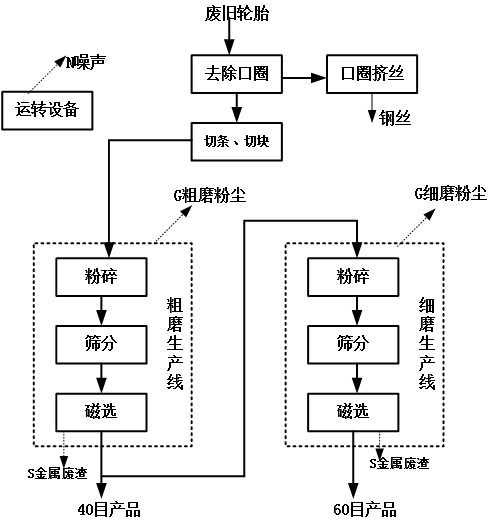 废旧轮胎
N噪声
去除口圈
口圈挤丝
运转设备
钢丝
切条、切块
G粗磨粉尘
G细磨粉尘
粉碎
筛分
磁选
粗磨生产线
粉碎
筛分
磁选
细磨生产线
S金属废渣
S金属废渣
40目产品
60目产品